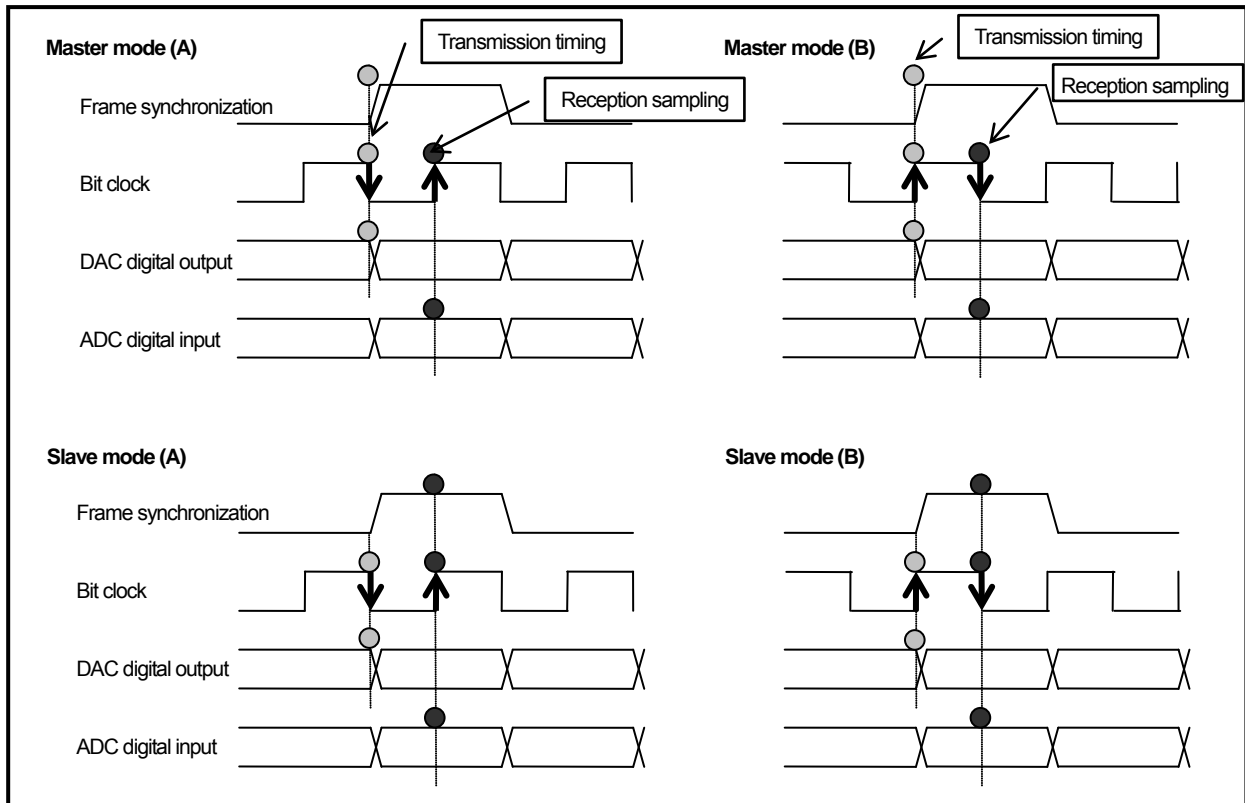 Master mode (A)
Transmission timing
Reception sampling
Frame synchronization
Bit clock
DAC digital output
ADC digital input
Master mode (B)
Transmission timing
Reception sampling
Slave mode (A)
Frame synchronization
Bit clock
DAC digital output
ADC digital input
Slave mode (B)